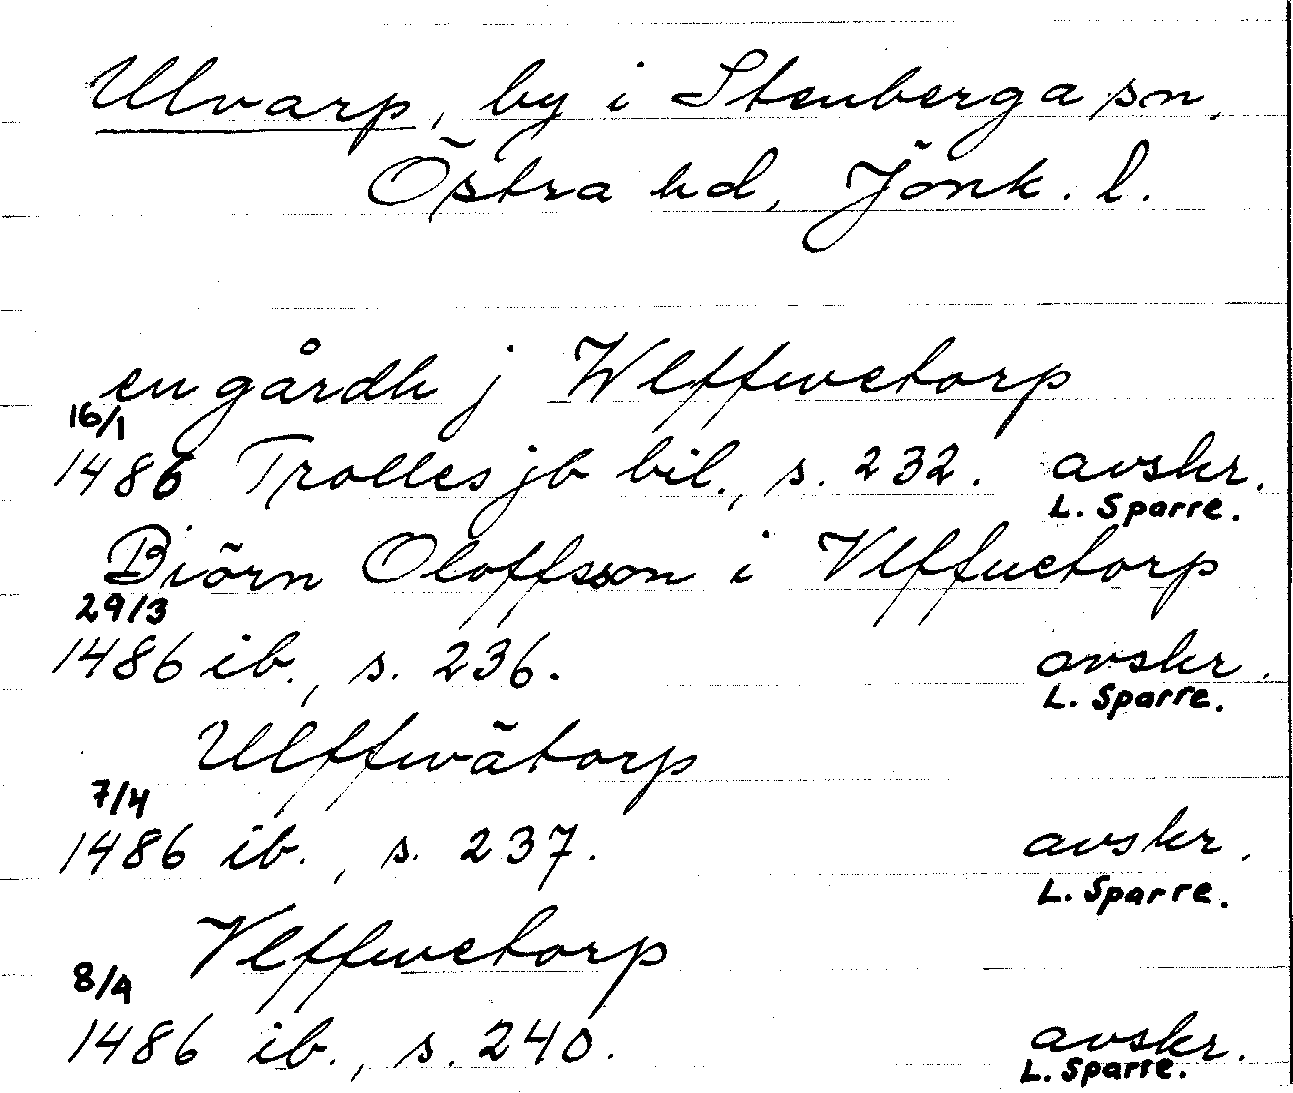 Ulvarp, by i Stenberga sn,
Östra hd, Jönk. l.
en gårdh j Wlffwetorp
16/1
1486 Trolles jb bil., s. 232. avskr.
L. Sparre.
Biörn Oloffsson i Vlffuetorp
29/3
1486 ib., s. 236. avskr.
L. Sparre.
Ulffwätorp
7/4
1486 ib., s. 237. avskr.
L. Sparre.
Vlffwetorp
8/4
1486 ib., s. 240. avskr.
L. Sparre.